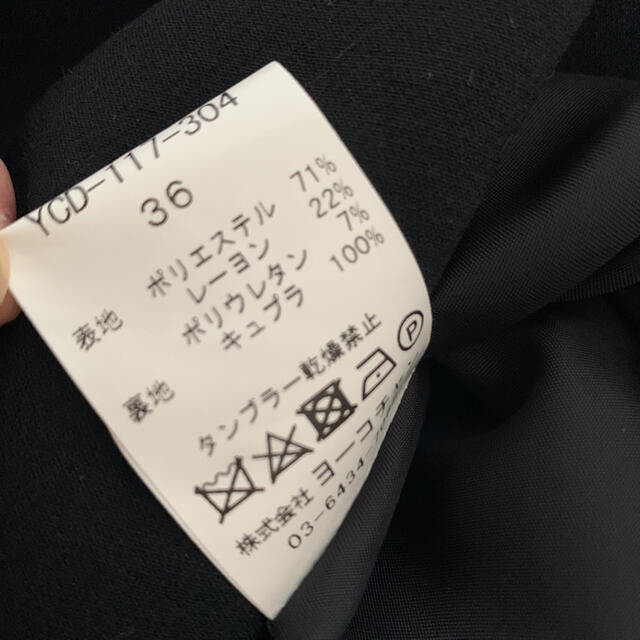 YCD-117-304
36
表地 ポリエステル 71%
レーヨン 22%
ポリウレタン 7%
裏地 キュプラ 100%
タンブラー乾燥禁止
P
株式会社 ヨーコ
03-6434-